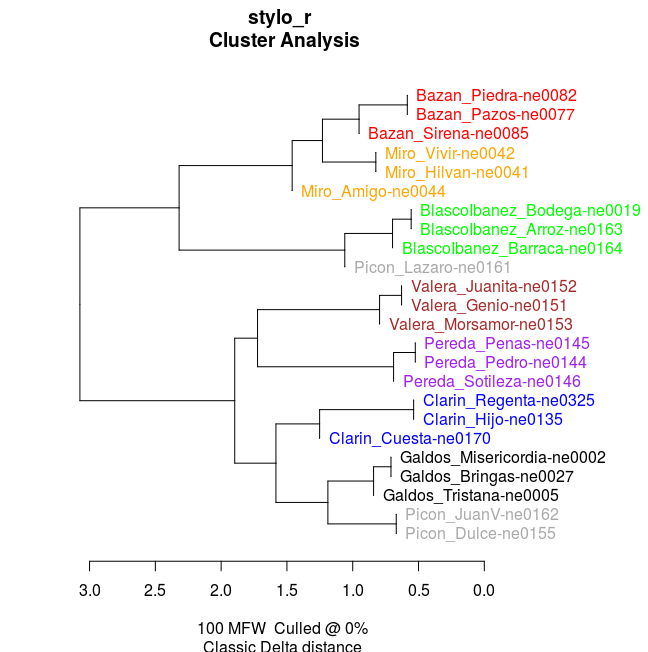 stylo_r
Cluster Analysis
Bazan_Piedra-ne0082
Bazan_Pazos-ne0077
Bazan_Sirena-ne0085
Miro_Vivir-ne0042
Miro_Hilvan-ne0041
Miro_Amigo-ne0044
BlascoIbanez_Bodega-ne0019
BlascoIbanez_Arroz-ne0163
BlascoIbanez_Barraca-ne0164
Picon_Lazaro-ne0161
Valera_Juanita-ne0152
Valera_Genio-ne0151
Valera_Morsamor-ne0153
Pereda_Penas-ne0145
Pereda_Pedro-ne0144
Pereda_Sotileza-ne0146
Clarin_Regenta-ne0325
Clarin_Hijo-ne0135
Clarin_Cuesta-ne0170
Galdos_Misericordia-ne0002
Galdos_Bringas-ne0027
Galdos_Tristana-ne0005
Picon_JuanV-ne0162
Picon_Dulce-ne0155
3.0 2.5 2.0 1.5 1.0 0.5 0.0
100 MFW  Culled @ 0%
Classic Delta distance